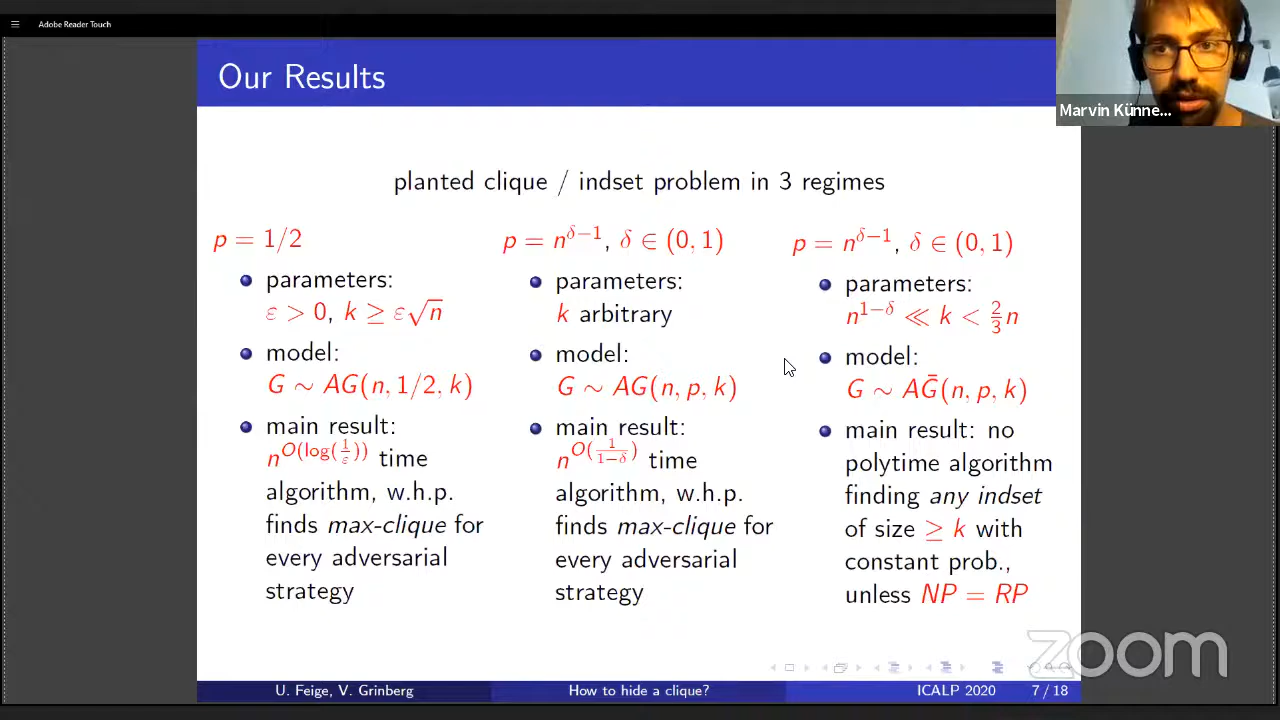 Adobe Reader Touch
Our Results
Marvin Künne...
planted clique / indset problem in 3 regimes
p = 1/2
parameters:
ε > 0, k ≥ ε√n
model:
G ∼ AG(n, 1/2, k)
main result:
n^{O(log(1/ε))} time
algorithm, w.h.p.
finds max-clique for
every adversarial
strategy
p = n^{δ−1}, δ ∈ (0, 1)
parameters:
k arbitrary
model:
G ∼ AG(n, p, k)
main result:
n^{O(1/(1−δ))} time
algorithm, w.h.p.
finds max-clique for
every adversarial
strategy
p = n^{δ−1}, δ ∈ (0, 1)
parameters:
n^{1−δ} ≪ k < 2/3 n
model:
G ∼ AḠ(n, p, k)
main result: no
polytime algorithm
finding any indset
of size ≥ k with
constant prob.,
unless NP = RP
zoom
U. Feige, V. Grinberg
How to hide a clique?
ICALP 2020
7 / 18